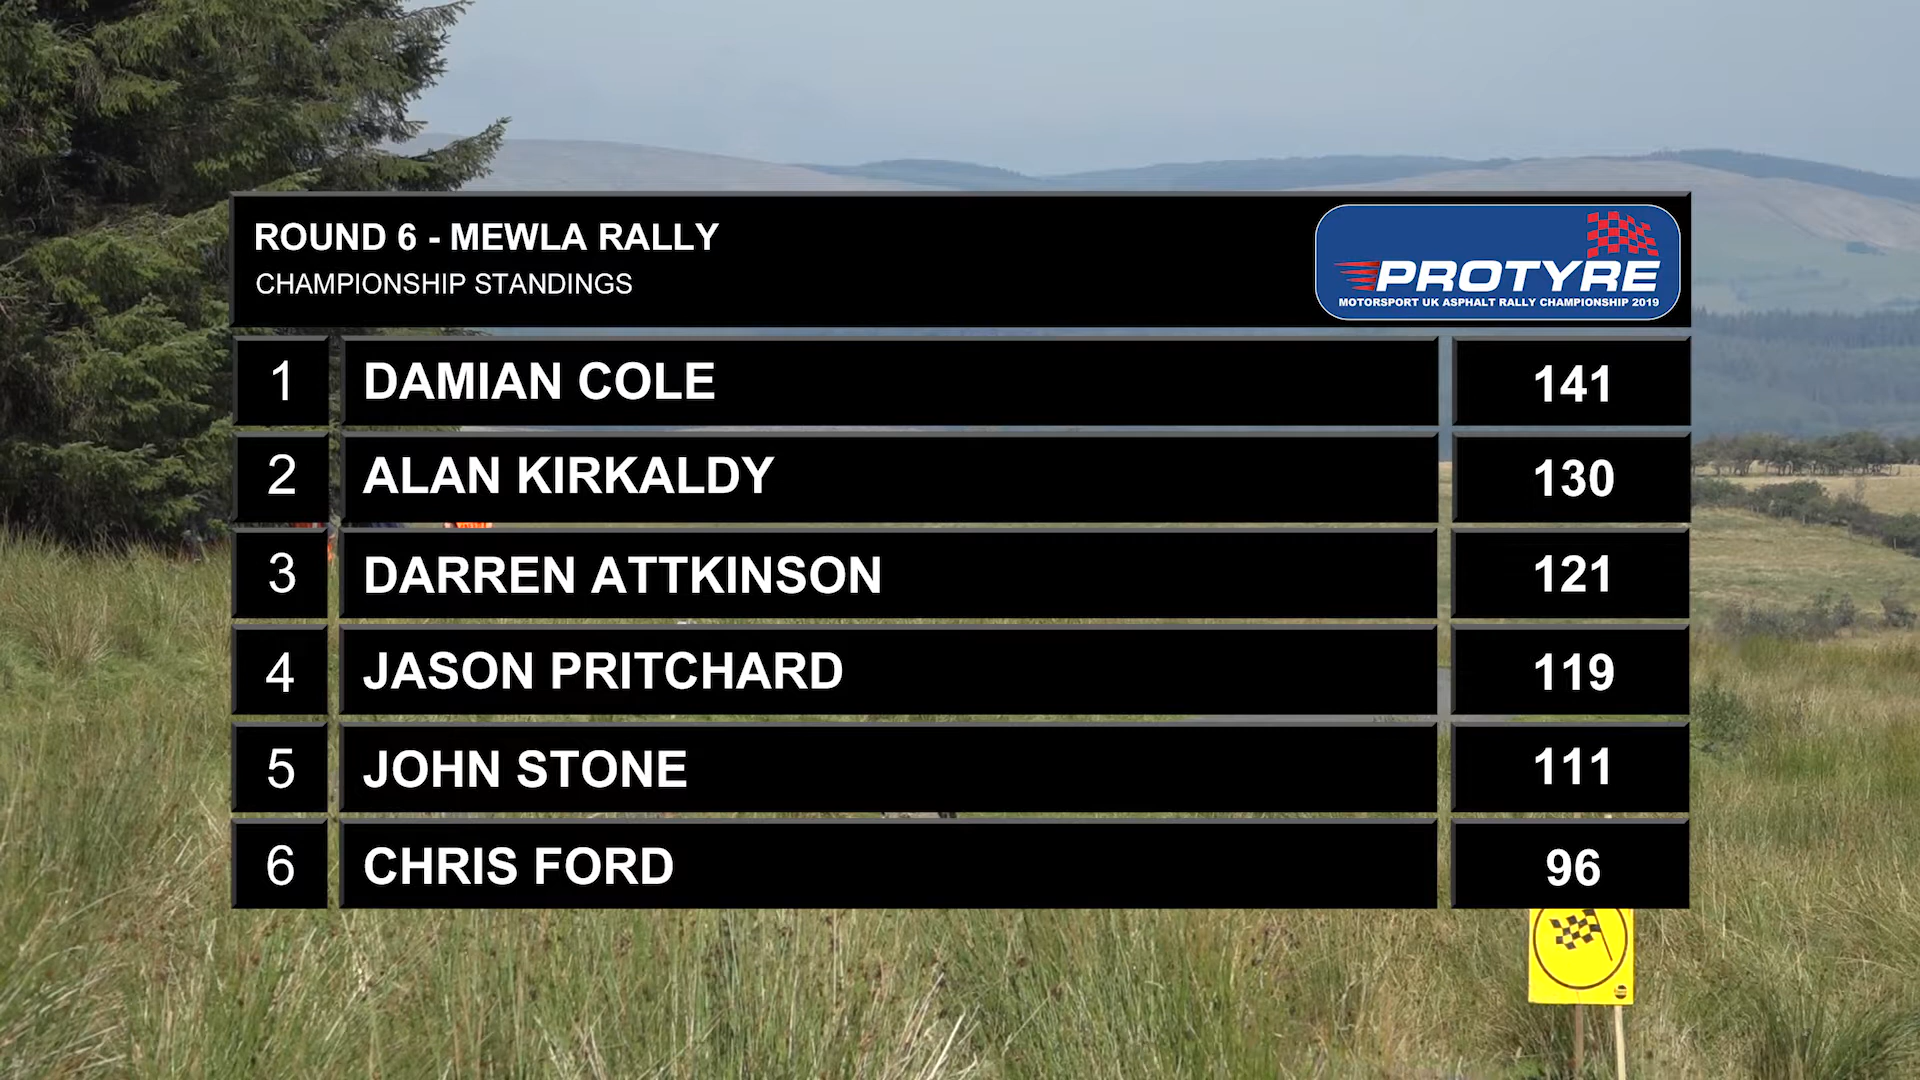 ROUND 6 - MEWLA RALLY
CHAMPIONSHIP STANDINGS
PROTYRE
MOTORSPORT UK ASPHALT RALLY CHAMPIONSHIP 2019
1 DAMIAN COLE 141
2 ALAN KIRKALDY 130
3 DARREN ATTKINSON 121
4 JASON PRITCHARD 119
5 JOHN STONE 111
6 CHRIS FORD 96